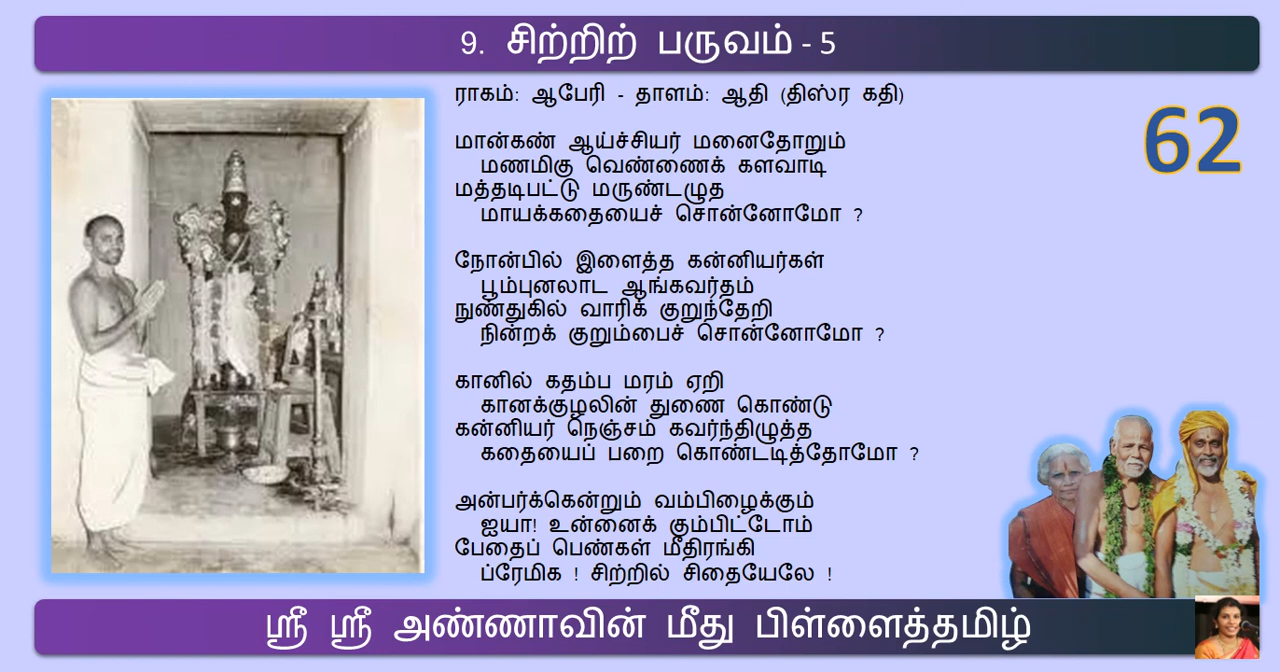 9. சிற்றிற் பருவம் - 5
ராகம்: ஆபேரி - தாளம்: ஆதி (திஸ்ர கதி)
62
மான்கண் ஆய்ச்சியர் மனைதோறும்
மணமிகு வெண்ணைக் களவாடி
மத்தடிபட்டு மருண்டழுத
மாயக்கதையைச் சொன்னோமோ ?
நோன்பில் இளைத்த கன்னியர்கள்
பூம்புனலாட ஆங்கவர்தம்
நுண்துகில் வாரிக் குறுந்தேறி
நின்றக் குறும்பைச் சொன்னோமோ ?
கானில் கதம்ப மரம் ஏறி
கானக்குழலின் துணை கொண்டு
கன்னியர் நெஞ்சம் கவர்ந்திழுத்த
கதையைப் பறை கொண்டடித்தோமோ ?
அன்பர்க்கென்றும் வம்பிழைக்கும்
ஐயா! உன்னைக் கும்பிட்டோம்
பேதைப் பெண்கள் மீதிரங்கி
ப்ரேமிக ! சிற்றில் சிதையேலே !
ஸ்ரீ ஸ்ரீ அண்ணாவின் மீது பிள்ளைத்தமிழ்